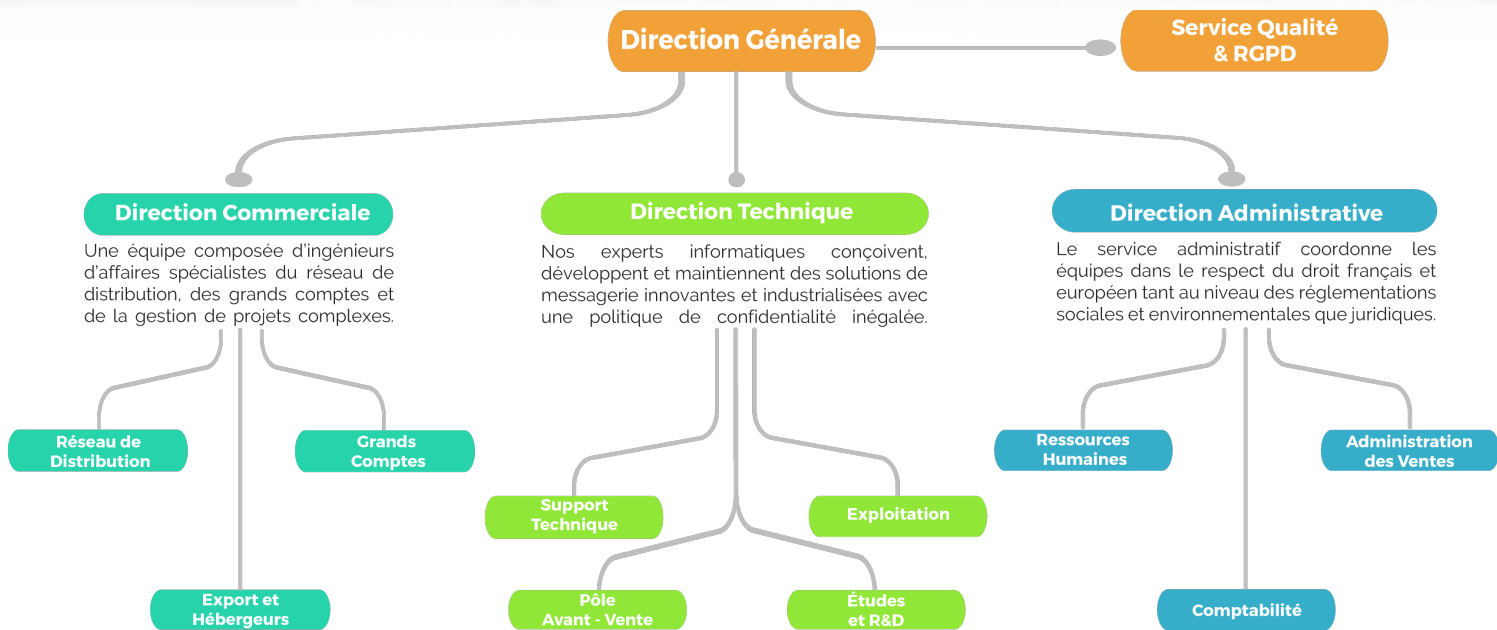 Direction Générale
Service Qualité
& RGPD
Direction Commerciale
Une équipe composée d'ingénieurs
d'affaires spécialistes du réseau de
distribution, des grands comptes et
de la gestion de projets complexes.
Direction Technique
Nos experts informatiques conçoivent,
développent et maintiennent des solutions de
messagerie innovantes et industrialisées avec
une politique de confidentialité inégalée.
Direction Administrative
Le service administratif coordonne les
équipes dans le respect du droit français et
européen tant au niveau des réglementations
sociales et environnementales que juridiques.
Réseau de
Distribution
Grands
Comptes
Export et
Hébergeurs
Support
Technique
Exploitation
Pôle
Avant - Vente
Études
et R&D
Ressources
Humaines
Administration
des Ventes
Comptabilité